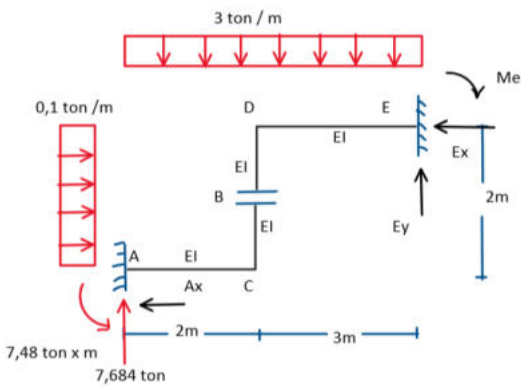 3 ton / m
Me
0,1 ton /m
D
E
EI
Ex
EI
B
EI
2m
Ey
A
EI
Ax
C
2m
3m
7,48 ton x m
7,684 ton